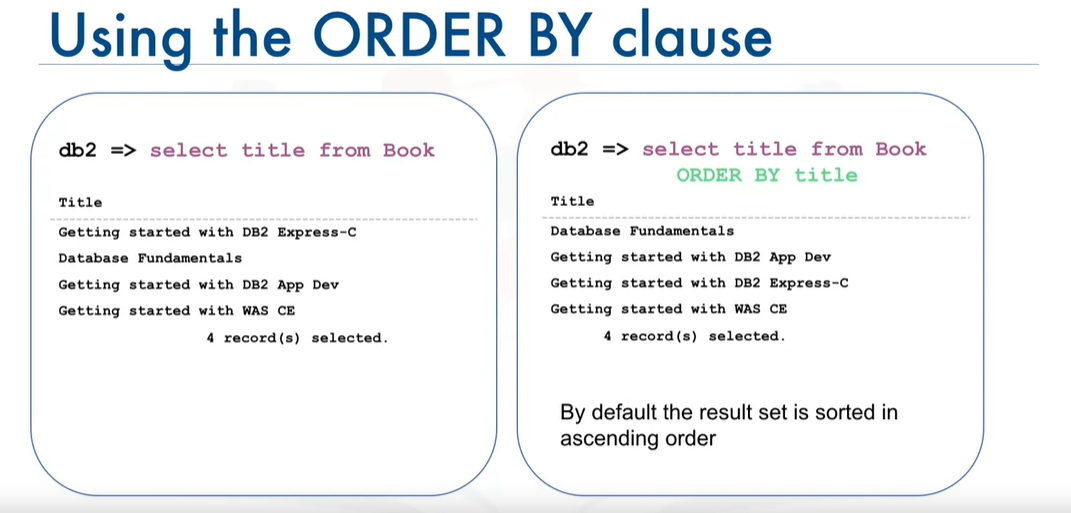 Using the ORDER BY clause
db2 => select title from Book
Title
Getting started with DB2 Express-C
Database Fundamentals
Getting started with DB2 App Dev
Getting started with WAS CE
4 record(s) selected.
db2 => select title from Book
ORDER BY title
Title
Database Fundamentals
Getting started with DB2 App Dev
Getting started with DB2 Express-C
Getting started with WAS CE
4 record(s) selected.
By default the result set is sorted in
ascending order